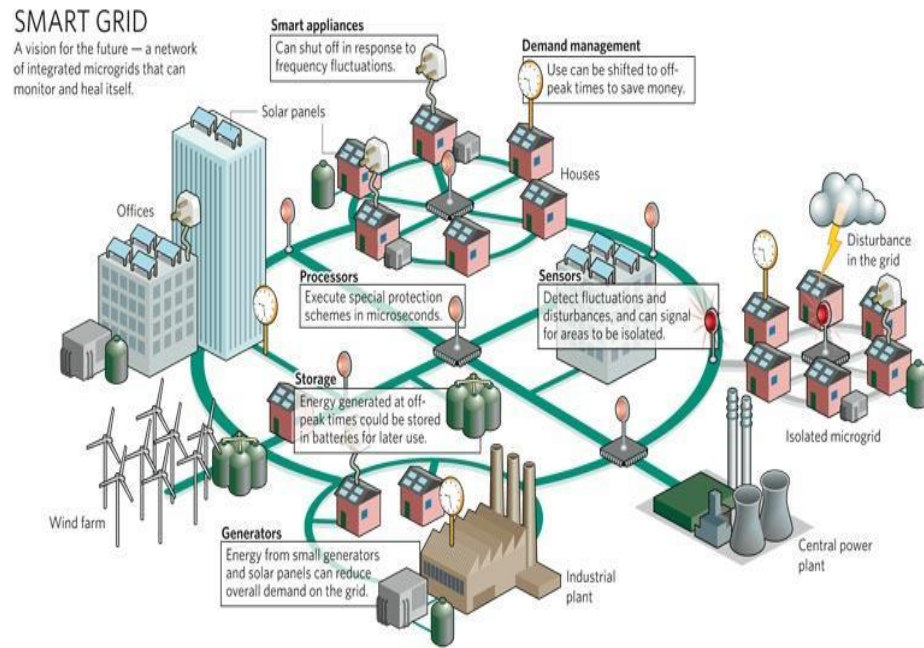 SMART GRID
A vision for the future — a network
of integrated microgrids that can
monitor and heal itself.
Smart appliances
Can shut off in response to
frequency fluctuations.
Demand management
Use can be shifted to off-
peak times to save money.
Solar panels
Houses
Offices
Disturbance
in the grid
Processors
Execute special protection
schemes in microseconds.
Sensors
Detect fluctuations and
disturbances, and can signal
for areas to be isolated.
Storage
Energy generated at off-
peak times could be stored
in batteries for later use.
Isolated microgrid
Wind farm
Generators
Energy from small generators
and solar panels can reduce
overall demand on the grid.
Industrial
plant
Central power
plant